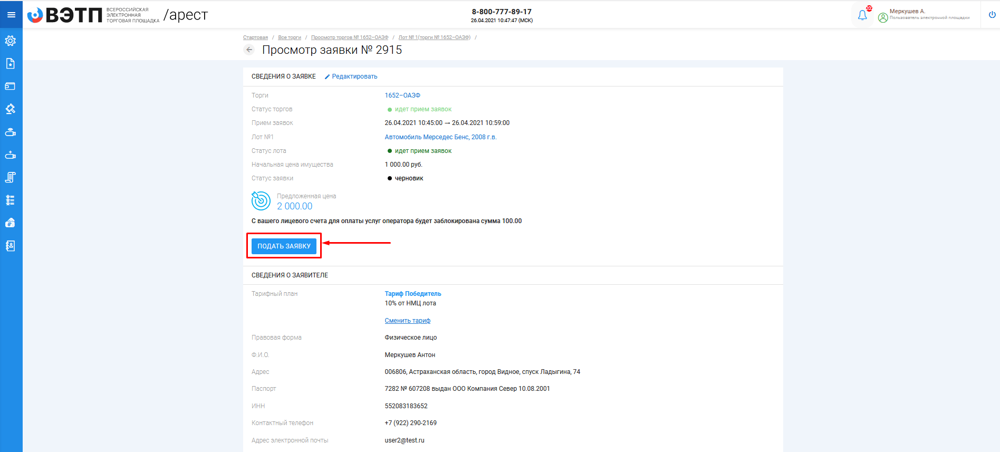 ВЭТП
ВСЕРОССИЙСКАЯ
ЭЛЕКТРОННАЯ
ТОРГОВАЯ ПЛОЩАДКА
/арест
8-800-777-89-17
26.04.2021 10:47:47 (МСК)
Меркушев А.
Пользователь электронной площадки
Стартовая / Все торги / Просмотр торгов № 1652–ОАЗФ / Лот № 1(торги № 1652–ОАЗФ) /
Просмотр заявки № 2915
СВЕДЕНИЯ О ЗАЯВКЕ Редактировать
Торги 1652–ОАЗФ
Статус торгов идет прием заявок
Прием заявок 26.04.2021 10:45:00 → 26.04.2021 10:59:00
Лот №1 Автомобиль Мерседес Бенс, 2008 г.в.
Статус лота идет прием заявок
Начальная цена имущества 1 000.00 руб.
Статус заявки черновик
Предложенная цена
2 000.00
С вашего лицевого счета для оплаты услуг оператора будет заблокирована сумма 100.00
ПОДАТЬ ЗАЯВКУ
СВЕДЕНИЯ О ЗАЯВИТЕЛЕ
Тарифный план Тариф Победитель
10% от НМЦ лота
Сменить тариф
Правовая форма Физическое лицо
Ф.И.О. Меркушев Антон
Адрес 006806, Астраханская область, город Видное, спуск Ладыгина, 74
Паспорт 7282 № 607208 выдан ООО Компания Север 10.08.2001
ИНН 552083183652
Контактный телефон +7 (922) 290-2169
Адрес электронной почты user2@test.ru